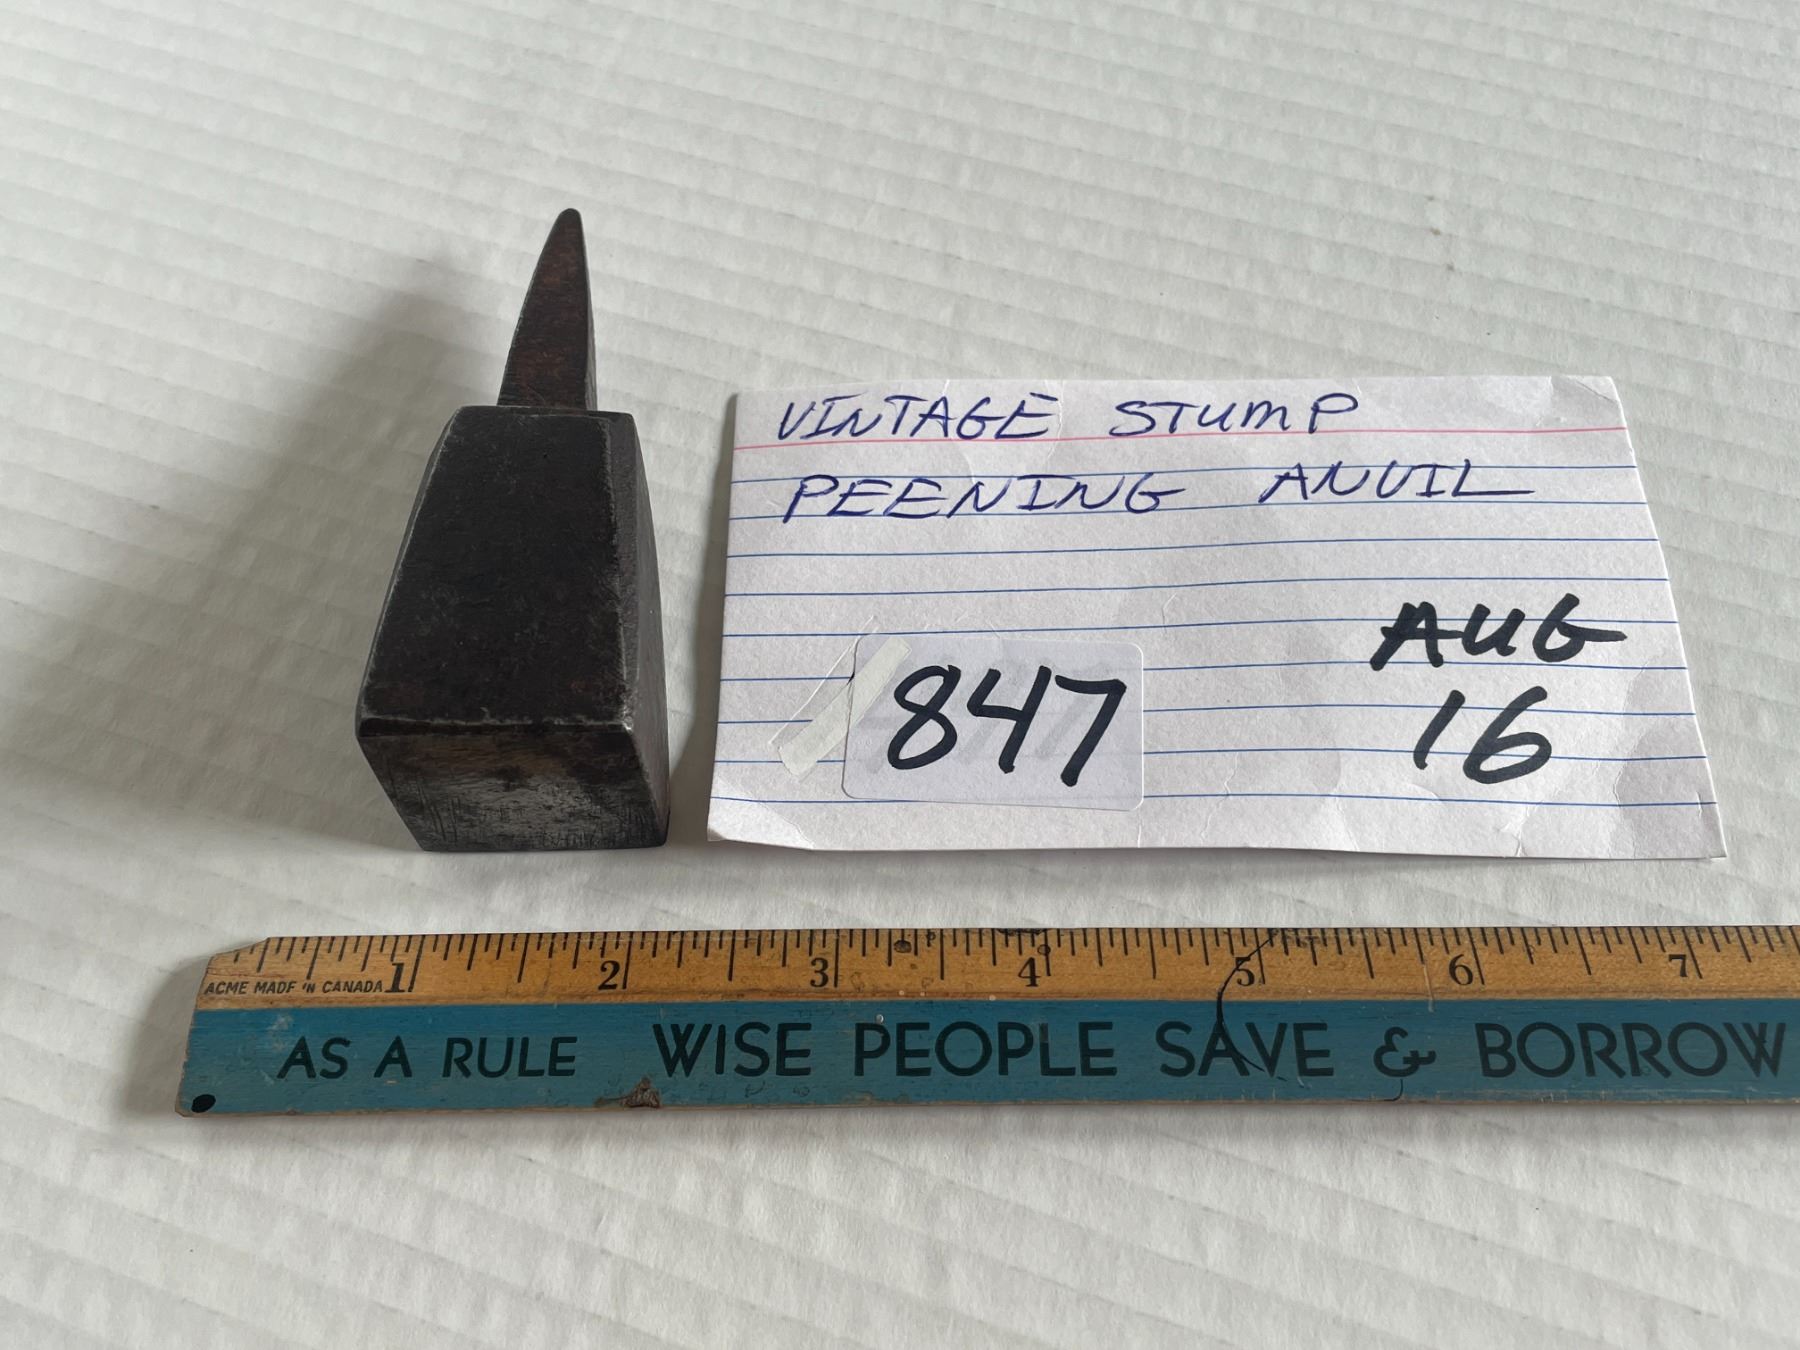 VINTAGE STUMP
PEENING ANVIL
AUG
847 16
1 2 3 4 5 6 7
ACME MADE IN CANADA
AS A RULE WISE PEOPLE SAVE & BORROW